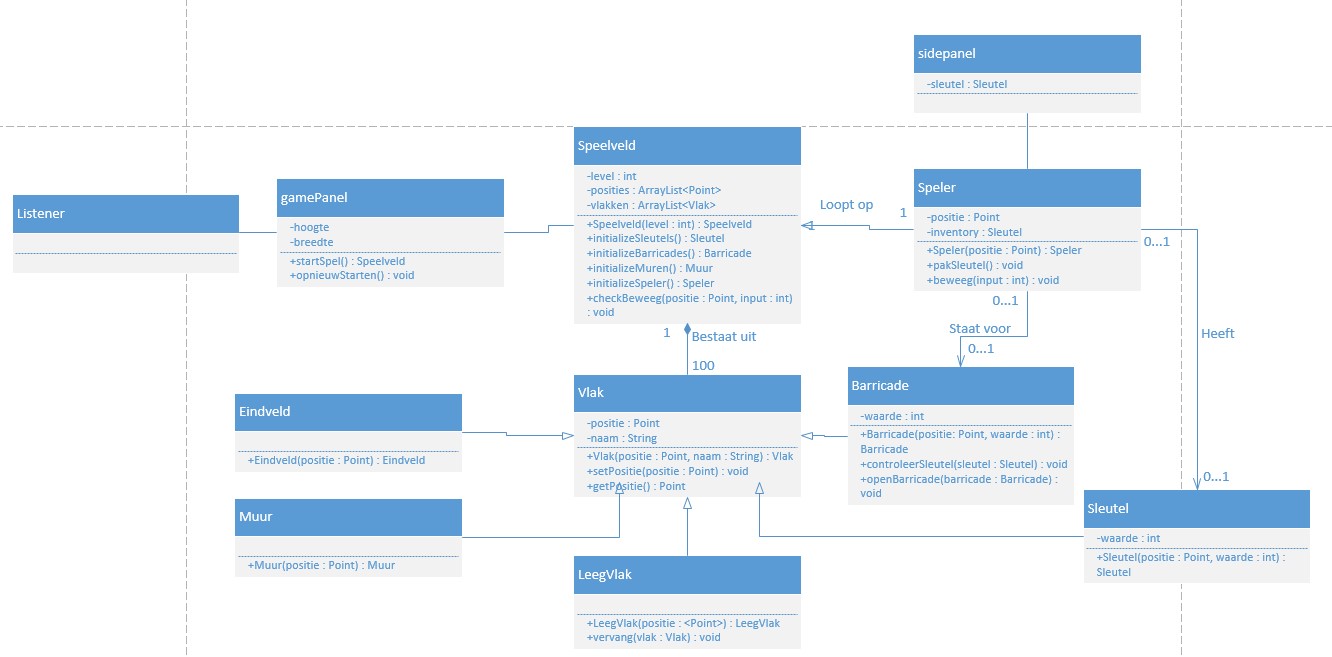 sidepanel
-sleutel : Sleutel
Speelveld
-level : int
-posities : ArrayList<Point>
-vlakken : ArrayList<Vlak>
+Speelveld(level : int) : Speelveld
+initializeSleutels() : Sleutel
+initializeBarricades() : Barricade
+initializeMuren() : Muur
+initializeSpeler() : Speler
+checkBeweeg(positie : Point, input : int)
: void
Listener
gamePanel
-hoogte
-breedte
+startSpel() : Speelveld
+opnieuwStarten() : void
Loopt op
1
1
Speler
-positie : Point
-inventory : Sleutel
+Speler(positie : Point) : Speler
+pakSleutel() : void
+beweeg(input : int) : void
0...1
0...1
Staat voor
0...1
Heeft
0...1
1
Bestaat uit
100
Vlak
-positie : Point
-naam : String
+Vlak(positie : Point, naam : String) : Vlak
+setPositie(positie : Point) : void
+getPositie() : Point
Barricade
-waarde : int
+Barricade(positie: Point, waarde : int) :
Barricade
+controleerSleutel(sleutel : Sleutel) : void
+openBarricade(barricade : Barricade) :
void
Eindveld
+Eindveld(positie : Point) : Eindveld
Muur
+Muur(positie : Point) : Muur
LeegVlak
+LeegVlak(positie : <Point>) : LeegVlak
+vervang(vlak : Vlak) : void
Sleutel
-waarde : int
+Sleutel(positie : Point, waarde : int) :
Sleutel